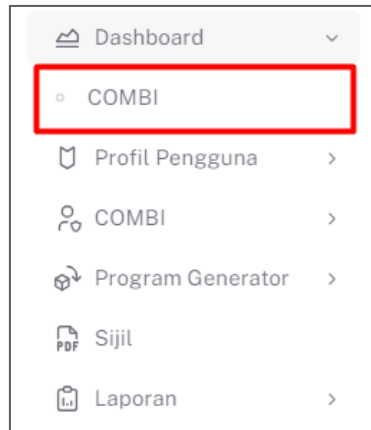 Dashboard
COMBI
Profil Pengguna
COMBI
Program Generator
PDF Sijil
Laporan